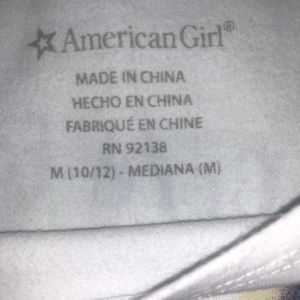 American Girl®
MADE IN CHINA
HECHO EN CHINA
FABRIQUÉ EN CHINE
RN 92138
M (10/12) - MEDIANA (M)